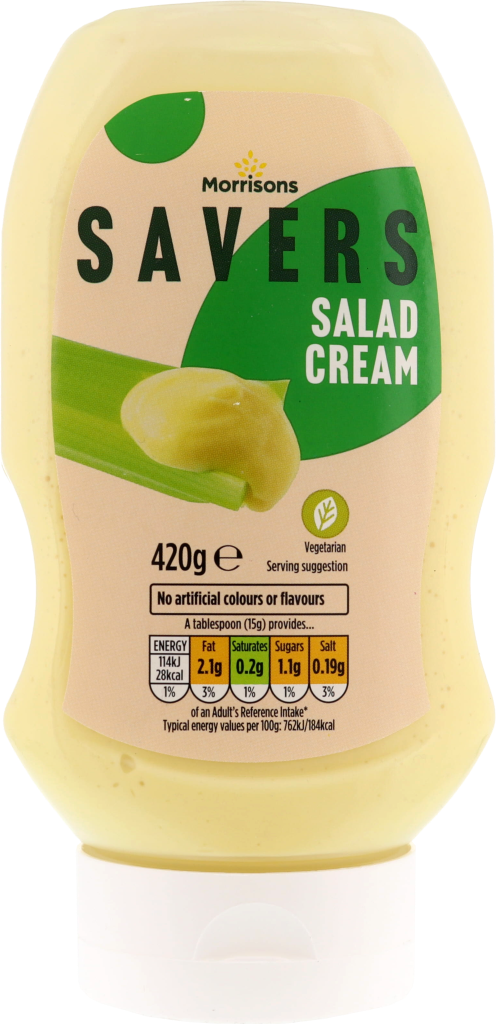 Morrisons
SAVERS
SALAD
CREAM
Vegetarian
420g ℮
Serving suggestion
No artificial colours or flavours
A tablespoon (15g) provides...
ENERGY Fat Saturates Sugars Salt
114kJ
28kcal 2.1g 0.2g 1.1g 0.19g
1% 3% 1% 1% 3%
of an Adult's Reference Intake*
Typical energy values per 100g: 762kJ/184kcal